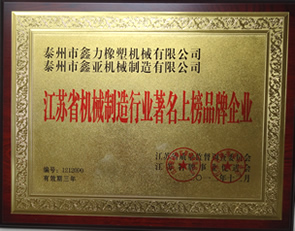 泰州市鑫力橡塑机械有限公司
泰州市鑫亚机械制造有限公司
江苏省机械制造行业著名上榜品牌企业
编号:
有效期三年